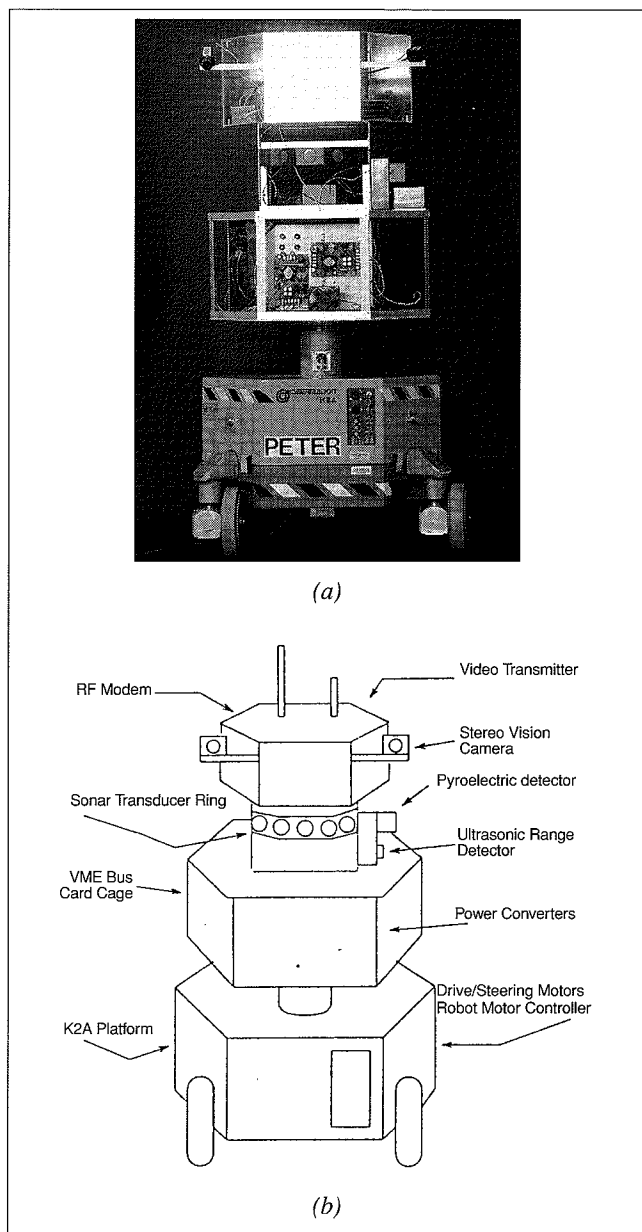 K2A
PETER
(a)
RF Modem
Video Transmitter
Stereo Vision
Camera
Pyroelectric detector
Sonar Transducer Ring
Ultrasonic Range
Detector
VME Bus
Card Cage
Power Converters
Drive/Steering Motors
Robot Motor Controller
K2A Platform
(b)